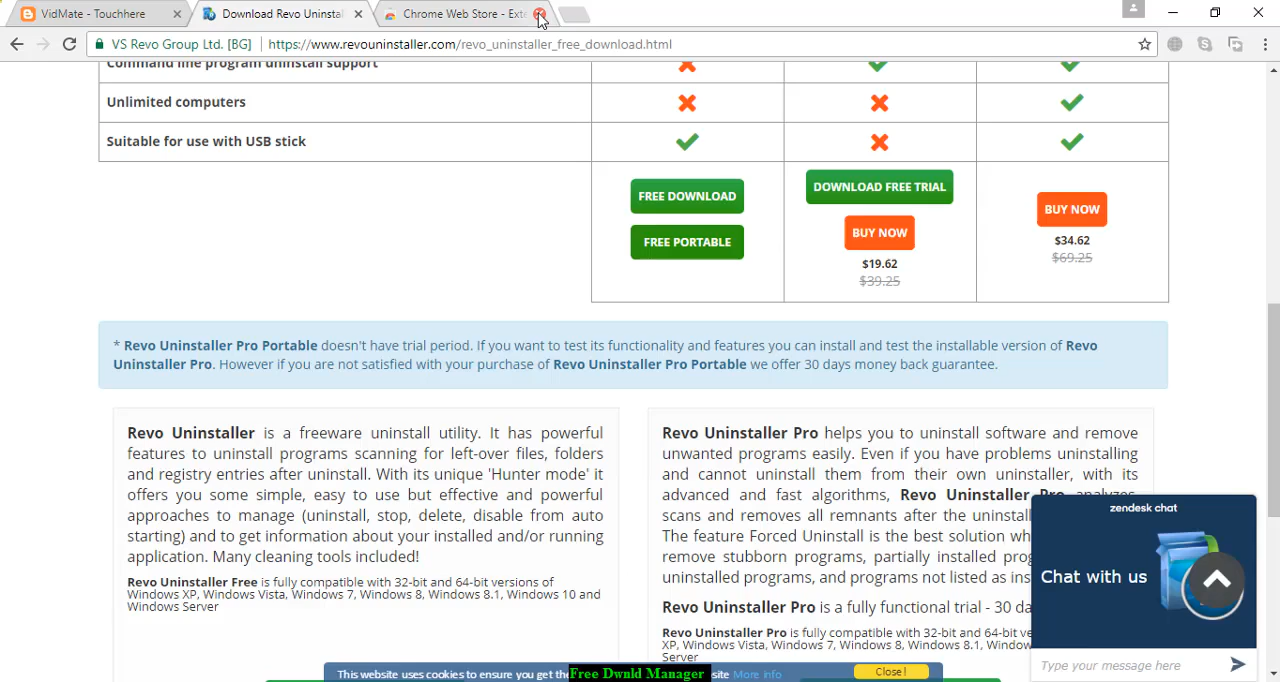 VidMate - Touchhere
Download Revo Uninsta
Chrome Web Store - Exte
VS Revo Group Ltd. [BG] https://www.revouninstaller.com/revo_uninstaller_free_download.html
Command line program uninstall support
Unlimited computers
Suitable for use with USB stick
FREE DOWNLOAD
FREE PORTABLE
DOWNLOAD FREE TRIAL
BUY NOW
$19.62
$39.25
BUY NOW
$34.62
$69.25
* Revo Uninstaller Pro Portable doesn't have trial period. If you want to test its functionality and features you can install and test the installable version of Revo
Uninstaller Pro. However if you are not satisfied with your purchase of Revo Uninstaller Pro Portable we offer 30 days money back guarantee.
Revo Uninstaller is a freeware uninstall utility. It has powerful
features to uninstall programs scanning for left-over files, folders
and registry entries after uninstall. With its unique 'Hunter mode' it
offers you some simple, easy to use but effective and powerful
approaches to manage (uninstall, stop, delete, disable from auto
starting) and to get information about your installed and/or running
application. Many cleaning tools included!
Revo Uninstaller Free is fully compatible with 32-bit and 64-bit versions of
Windows XP, Windows Vista, Windows 7, Windows 8, Windows 8.1, Windows 10 and
Windows Server
Revo Uninstaller Pro helps you to uninstall software and remove
unwanted programs easily. Even if you have problems uninstalling
and cannot uninstall them from their own uninstaller, with its
advanced and fast algorithms, Revo Uninstaller Pro analyzes
scans and removes all remnants after the uninstall
The feature Forced Uninstall is the best solution wh
remove stubborn programs, partially installed prog
uninstalled programs, and programs not listed as ins
Revo Uninstaller Pro is a fully functional trial - 30 da
Revo Uninstaller Pro is fully compatible with 32-bit and 64-bit ve
XP, Windows Vista, Windows 7, Windows 8, Windows 8.1, Windo
Server
zendesk chat
Chat with us
Type your message here
This website uses cookies to ensure you get the
Free Dwnld Manager
site More info
Close!